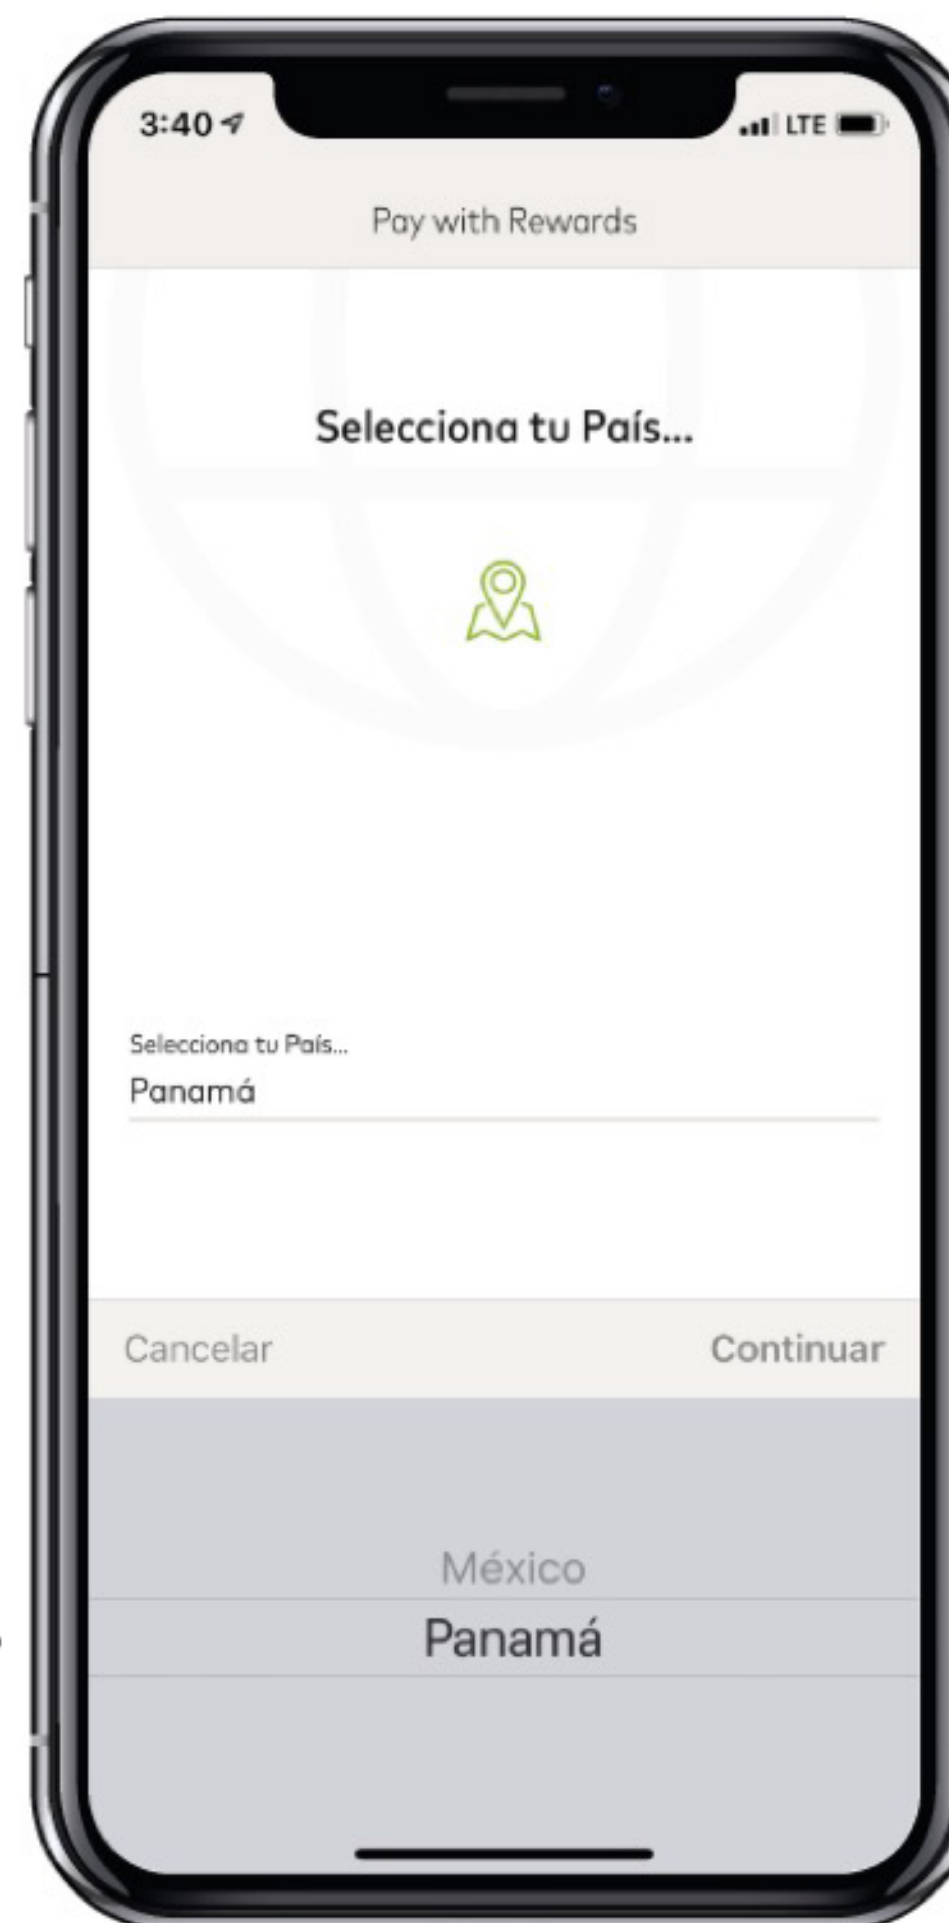 3:40
LTE
Pay with Rewards
Selecciona tu País...
Selecciona tu País...
Panamá
Cancelar
Continuar
México
Panamá